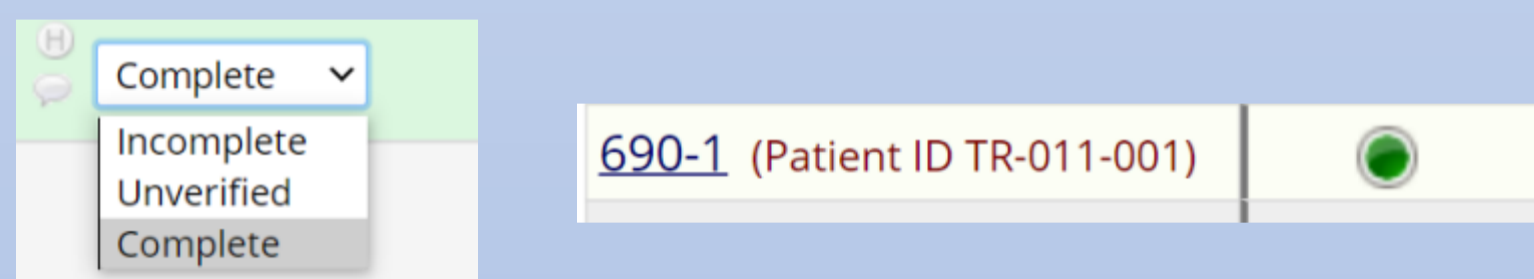 H
Complete
Incomplete
Unverified
Complete
690-1 (Patient ID TR-011-001)